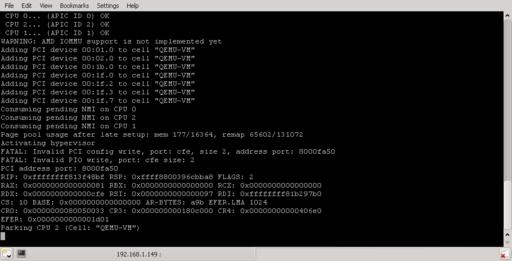 File Edit View Bookmarks Settings Help
CPU 0... (APIC ID 0) OK
CPU 2... (APIC ID 2) OK
CPU 1... (APIC ID 1) OK
WARNING: AMD IOMMU support is not implemented yet
Adding PCI device 00:01.0 to cell "QEMU-VM"
Adding PCI device 00:02.0 to cell "QEMU-VM"
Adding PCI device 00:1b.0 to cell "QEMU-VM"
Adding PCI device 00:1f.0 to cell "QEMU-VM"
Adding PCI device 00:1f.2 to cell "QEMU-VM"
Adding PCI device 00:1f.3 to cell "QEMU-VM"
Adding PCI device 00:1f.7 to cell "QEMU-VM"
Consuming pending NMI on CPU 0
Consuming pending NMI on CPU 2
Consuming pending NMI on CPU 1
Page pool usage after late setup: mem 177/16364, remap 65602/131072
Activating hypervisor
FATAL: Invalid PCI config write, port: cfe, size 2, address port: 8000fa50
FATAL: Invalid PIO write, port: cfe size: 2
PCI address port: 8000fa50
RIP: 0xffffffff813f48bf RSP: 0xffff8800396cbba8 FLAGS: 2
RAX: 0x0000000000000081 RBX: 0x0000000000000000 RCX: 0x0000000000000000
RDX: 0x0000000000000cfe RSI: 0x0000000000000097 RDI: 0xffffffff81b297b0
CS: 10 BASE: 0x0000000000000000 AR-BYTES: a9b EFER.LMA 1024
CR0: 0x0000000080050033 CR3: 0x000000000180c000 CR4: 0x00000000000406e0
EFER: 0x0000000000001d01
Parking CPU 2 (Cell: "QEMU-VM")
192.168.1.149 :